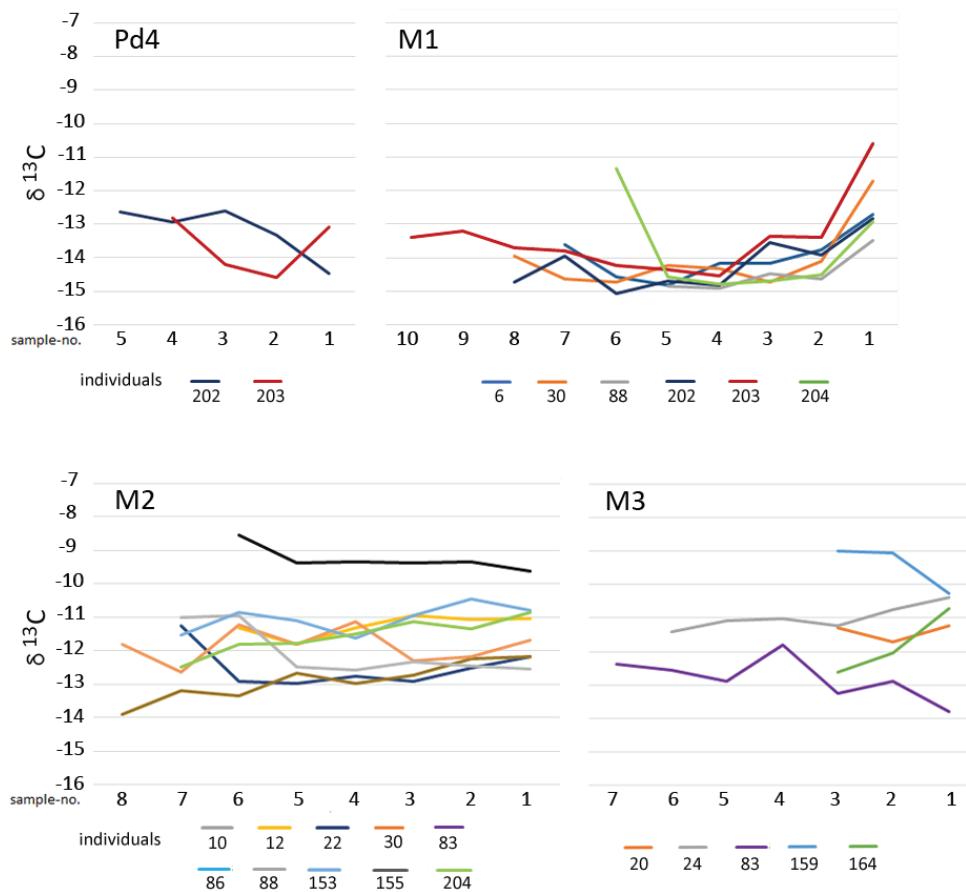 Pd4
M1
-7
-8
-9
-10
-11
-12
-13
-14
-15
-16
δ 13C
sample-no. 5 4 3 2 1
10 9 8 7 6 5 4 3 2 1
individuals
202 203
6 30 88 202 203 204
M2
M3
-7
-8
-9
-10
-11
-12
-13
-14
-15
-16
δ 13C
sample-no. 8 7 6 5 4 3 2 1
7 6 5 4 3 2 1
individuals
10 12 22 30 83
86 88 153 155 204
20 24 83 159 164